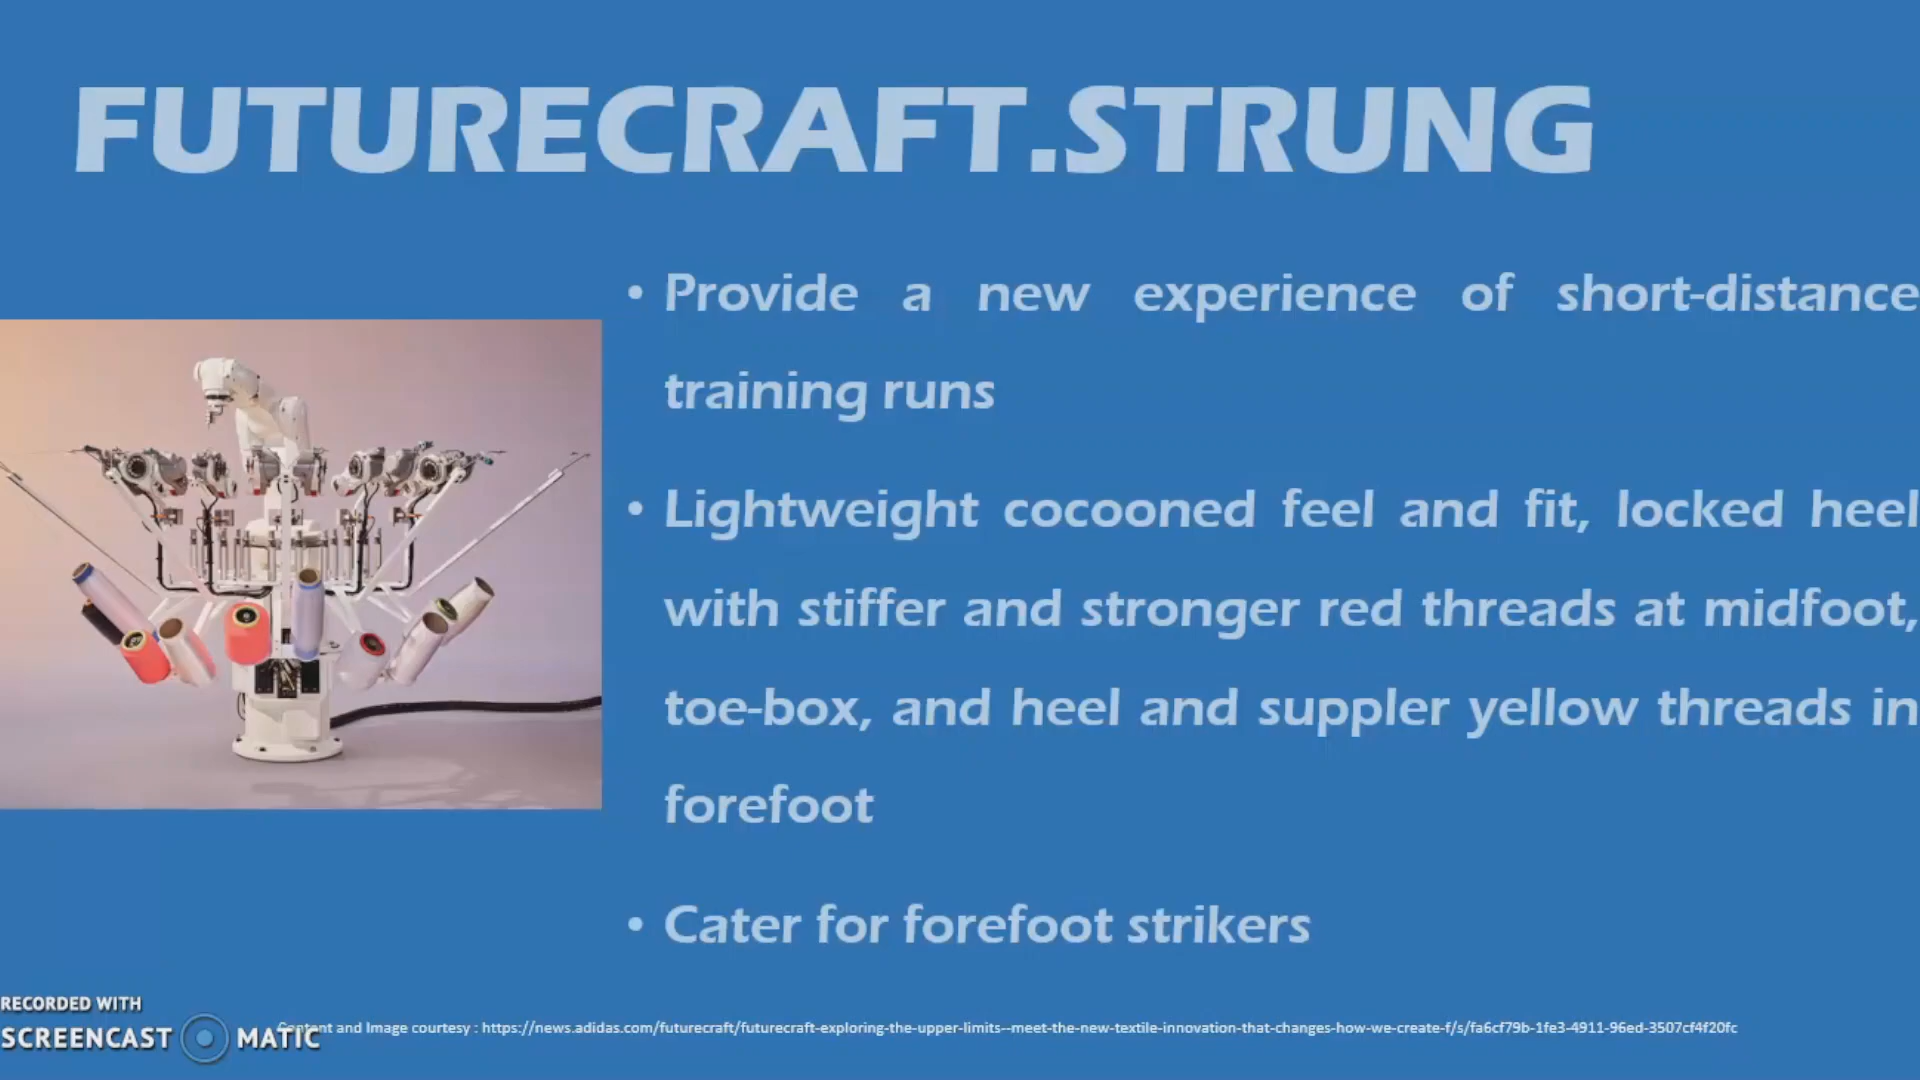 FUTURECRAFT.STRUNG
• Provide a new experience of short-distance
training runs
• Lightweight cocooned feel and fit, locked heel
with stiffer and stronger red threads at midfoot,
toe-box, and heel and suppler yellow threads in
forefoot
• Cater for forefoot strikers
RECORDED WITH
SCREENCAST MATIC
Content and Image courtesy : https://news.adidas.com/futurecraft/futurecraft-exploring-the-upper-limits--meet-the-new-textile-innovation-that-changes-how-we-create-f/s/fa6cf79b-1fe3-4911-96ed-3507cf4f20fc